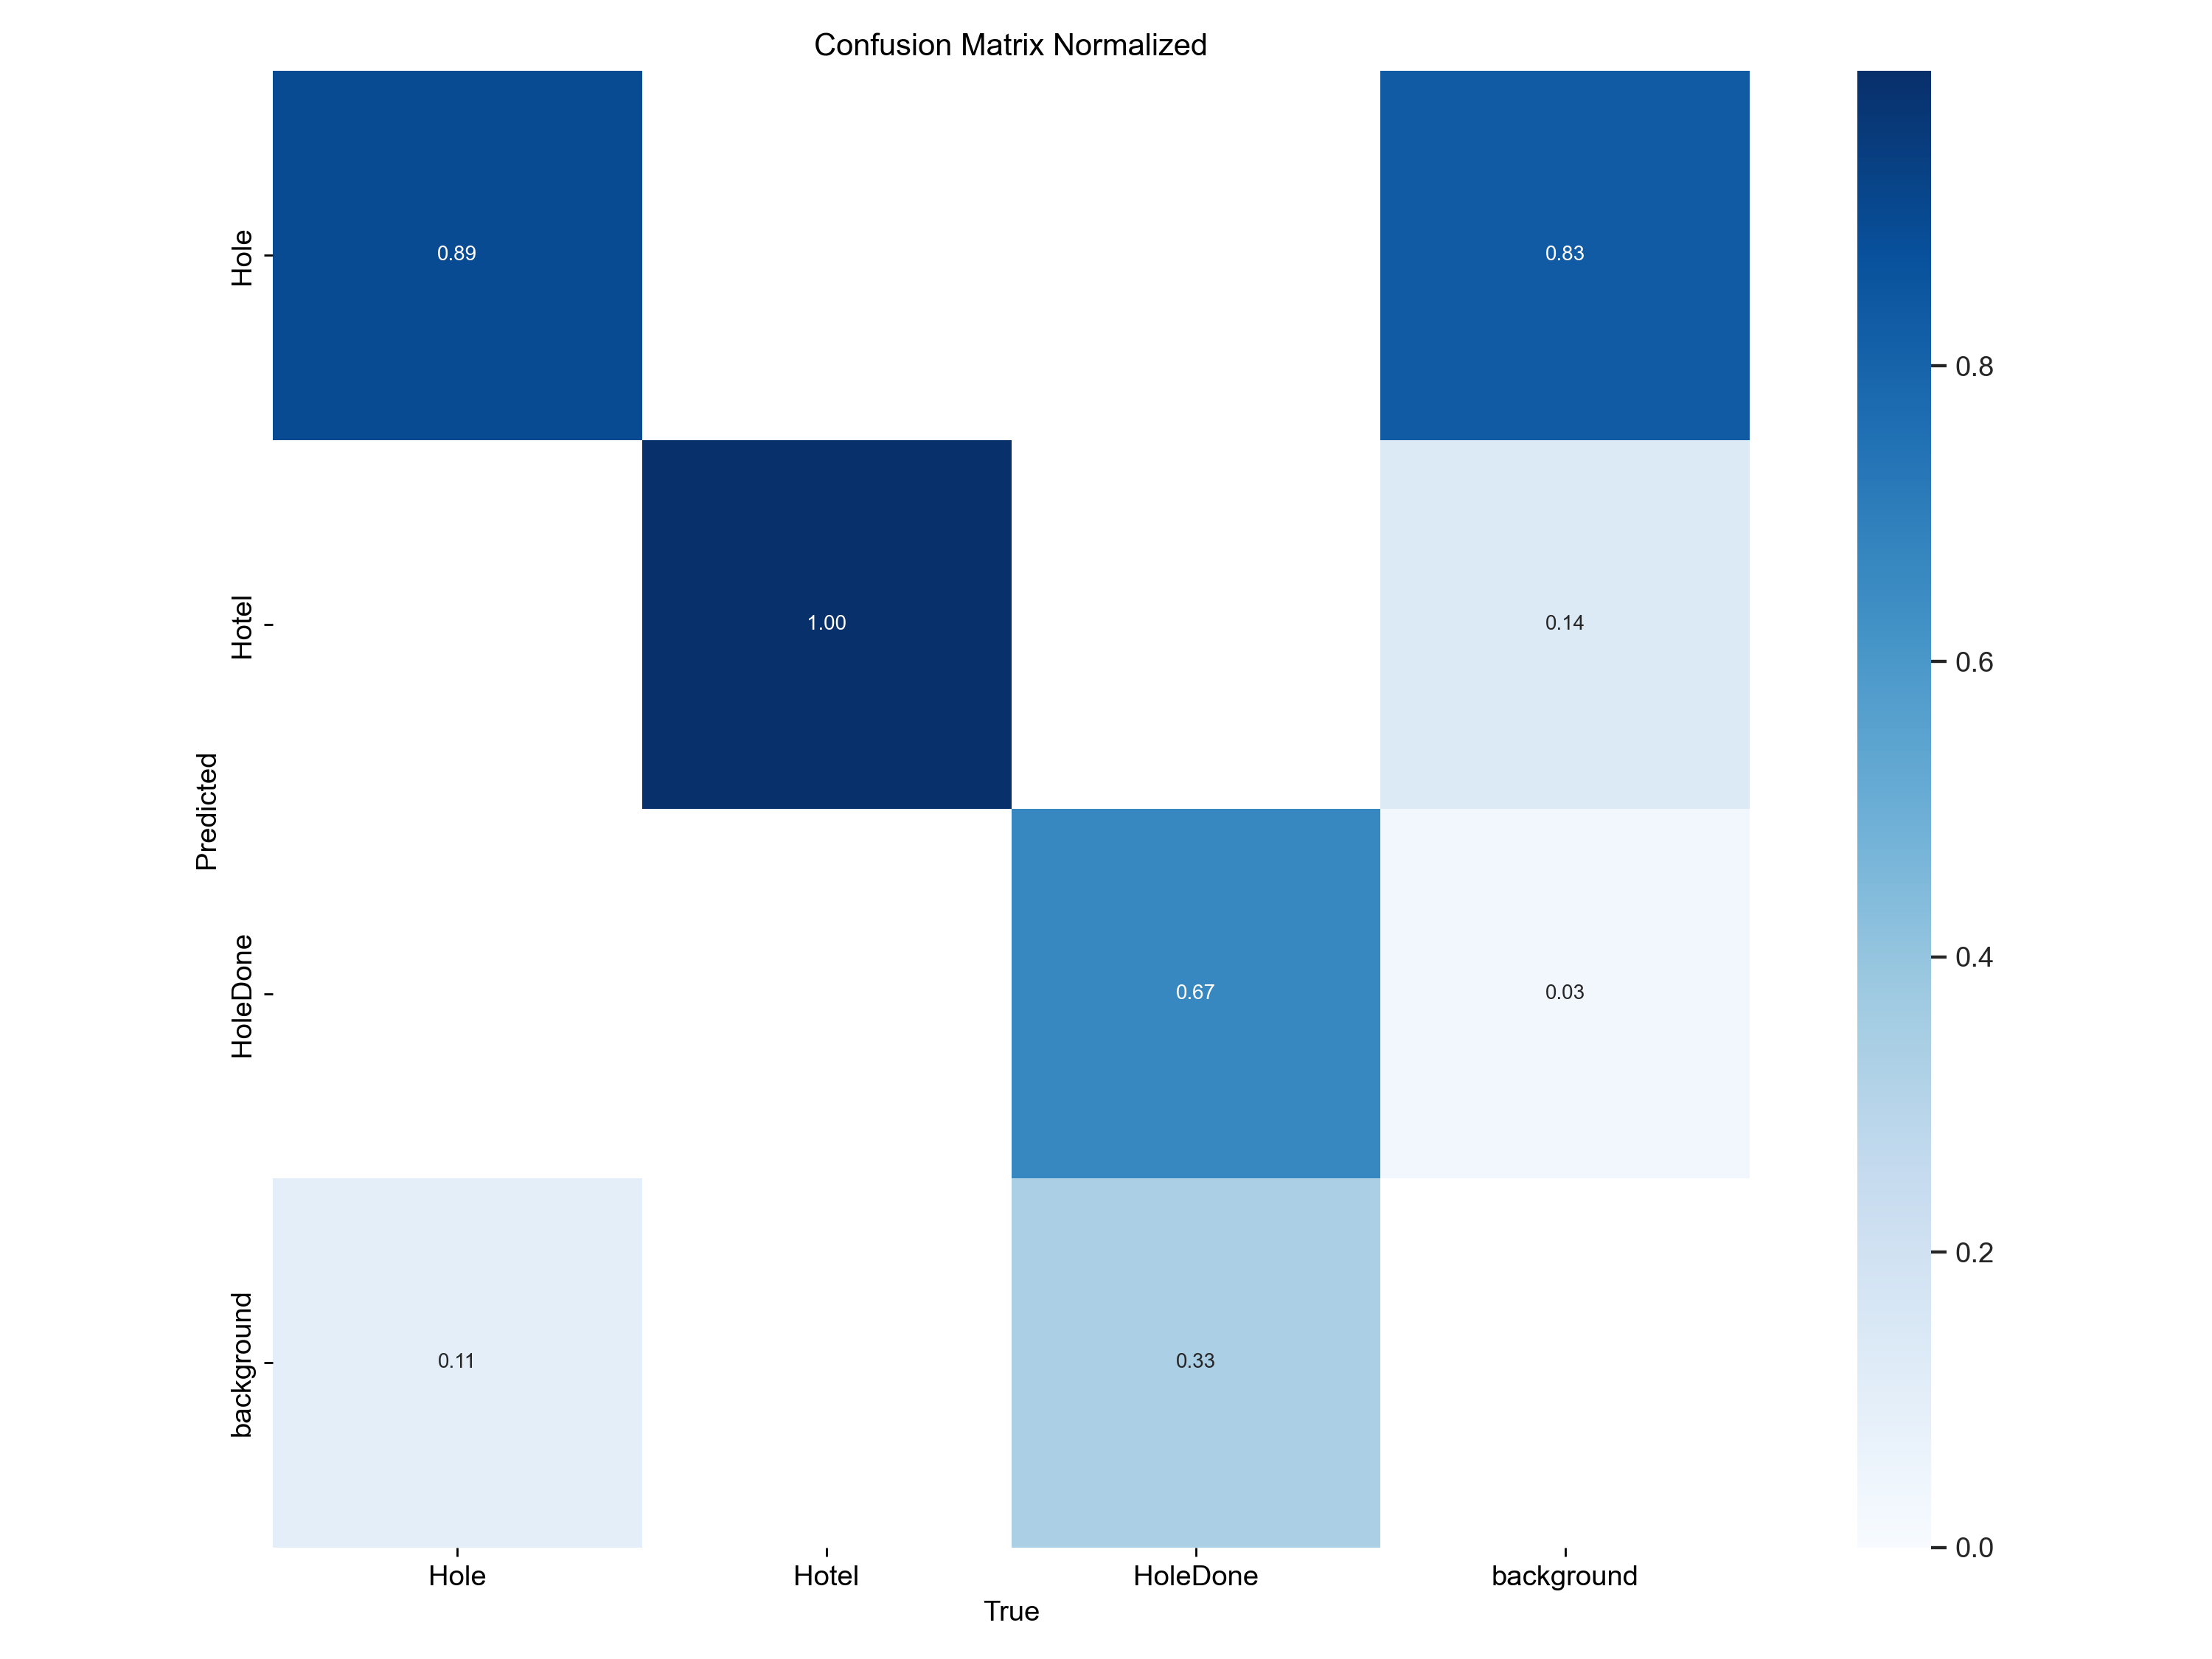 Confusion Matrix Normalized
Predicted
Hole
0.89
0.83
Hotel
1.00
0.14
HoleDone
0.67
0.03
background
0.11
0.33
Hole
Hotel
HoleDone
background
True
0.8
0.6
0.4
0.2
0.0